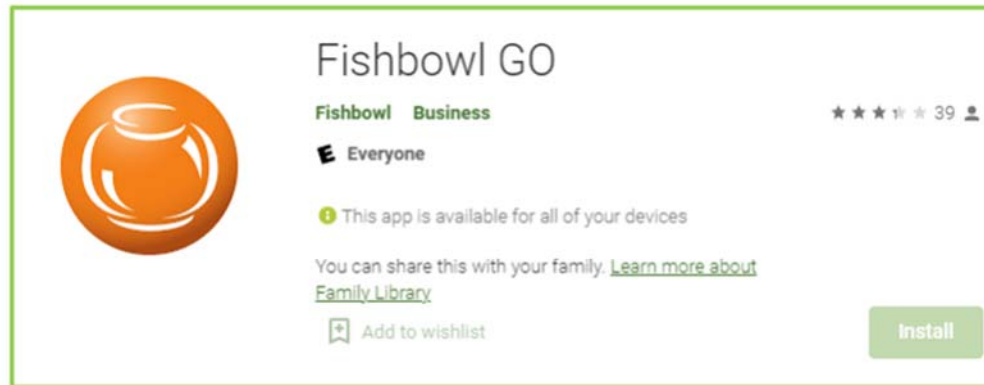 Fishbowl GO
Fishbowl Business
39
E Everyone
This app is available for all of your devices
You can share this with your family. Learn more about
Family Library
Add to wishlist
Install